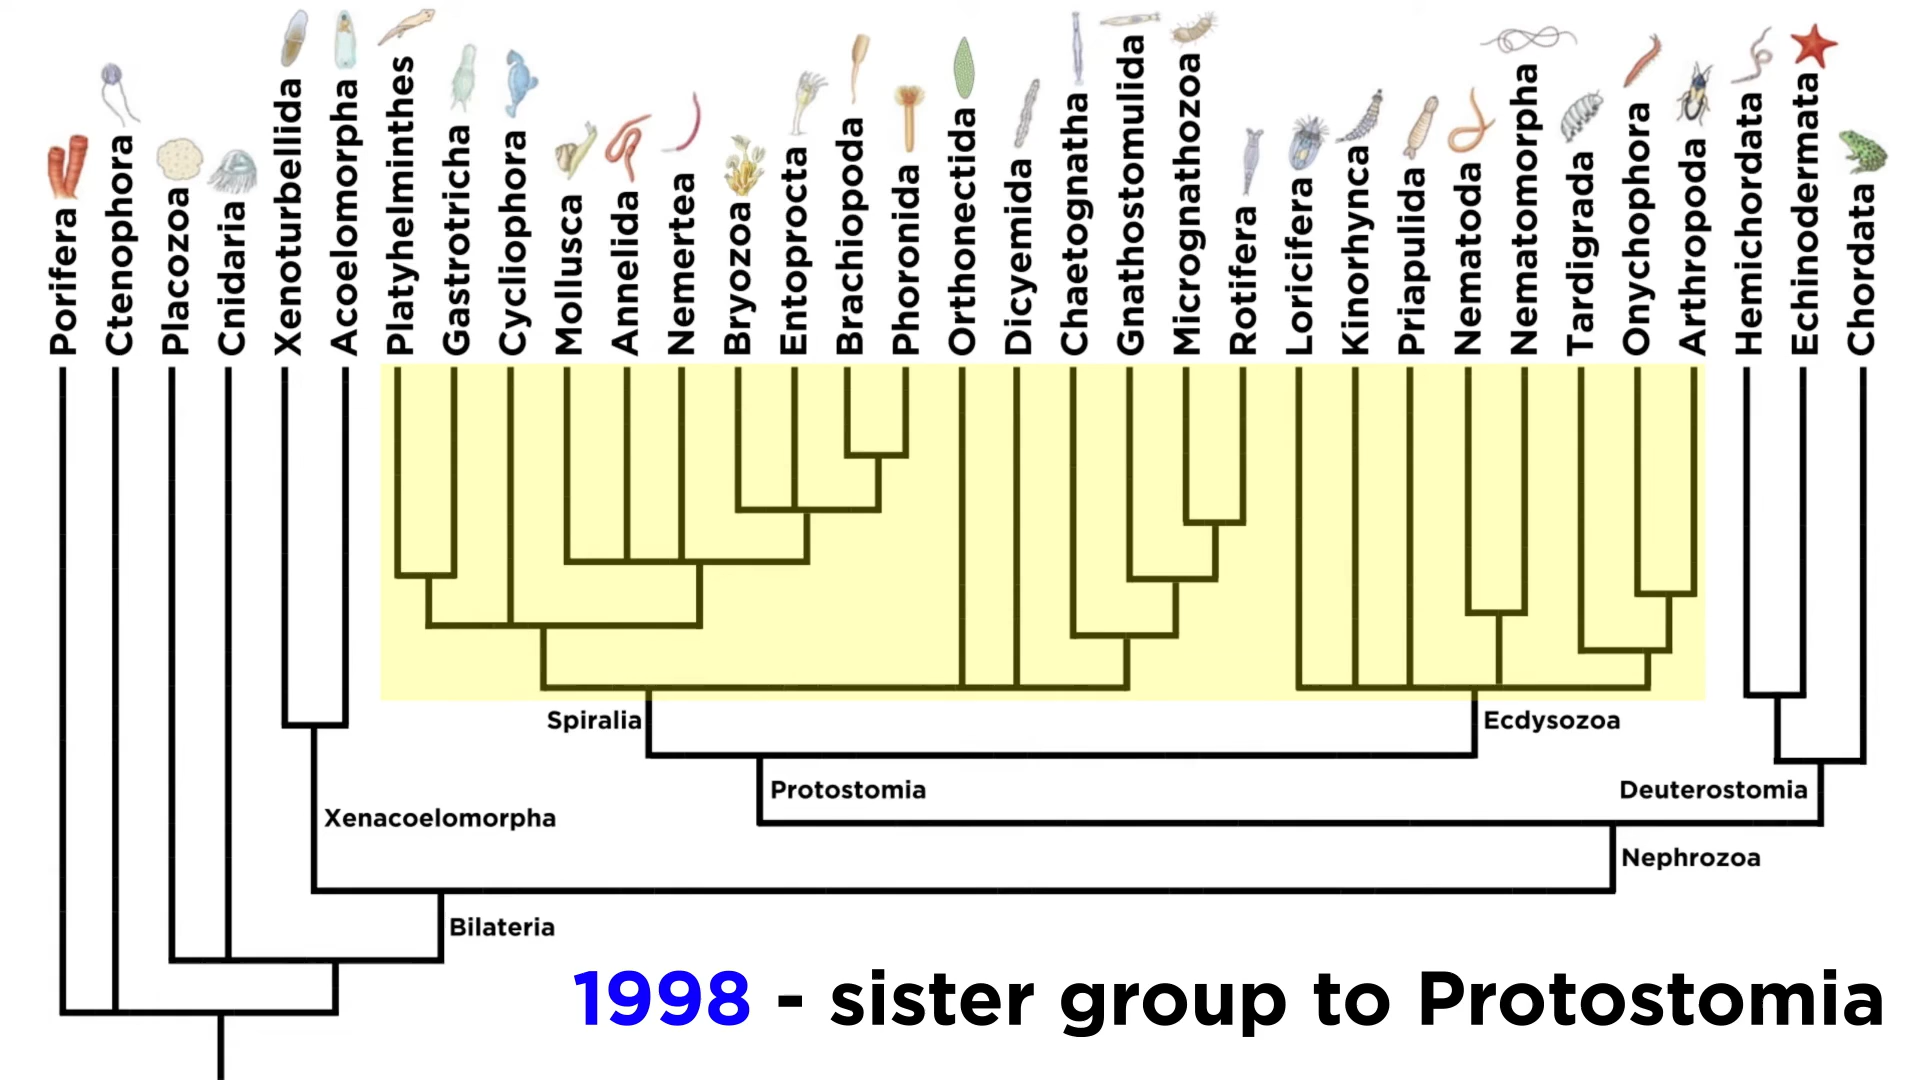 Porifera
Ctenophora
Placozoa
Cnidaria
Xenoturbellida
Acoelomorpha
Platyhelminthes
Gastrotricha
Cycliophora
Mollusca
Annelida
Nemertea
Bryozoa
Entoprocta
Brachiopoda
Phoronida
Orthonectida
Dicyemida
Chaetognatha
Gnathostomulida
Micrognathozoa
Rotifera
Loricifera
Kinorhynca
Priapulida
Nematoda
Nematomorpha
Tardigrada
Onychophora
Arthropoda
Hemichordata
Echinodermata
Chordata
Spiralia
Ecdysozoa
Protostomia
Deuterostomia
Xenacoelomorpha
Nephrozoa
Bilateria
1998 - sister group to Protostomia